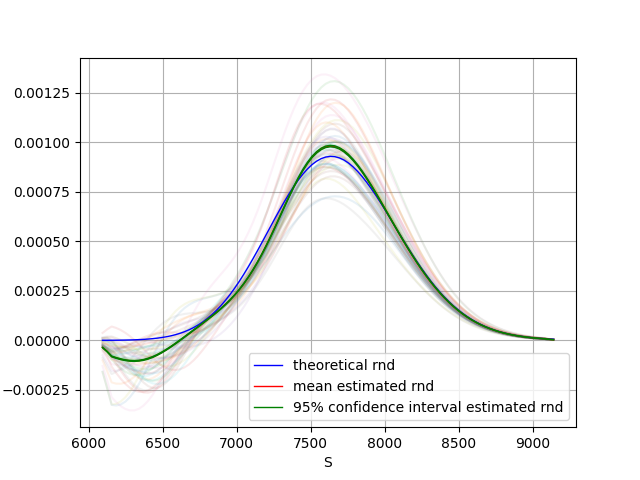 0.00125
0.00100
0.00075
0.00050
0.00025
0.00000
−0.00025
6000 6500 7000 7500 8000 8500 9000
S
theoretical rnd
mean estimated rnd
95% confidence interval estimated rnd